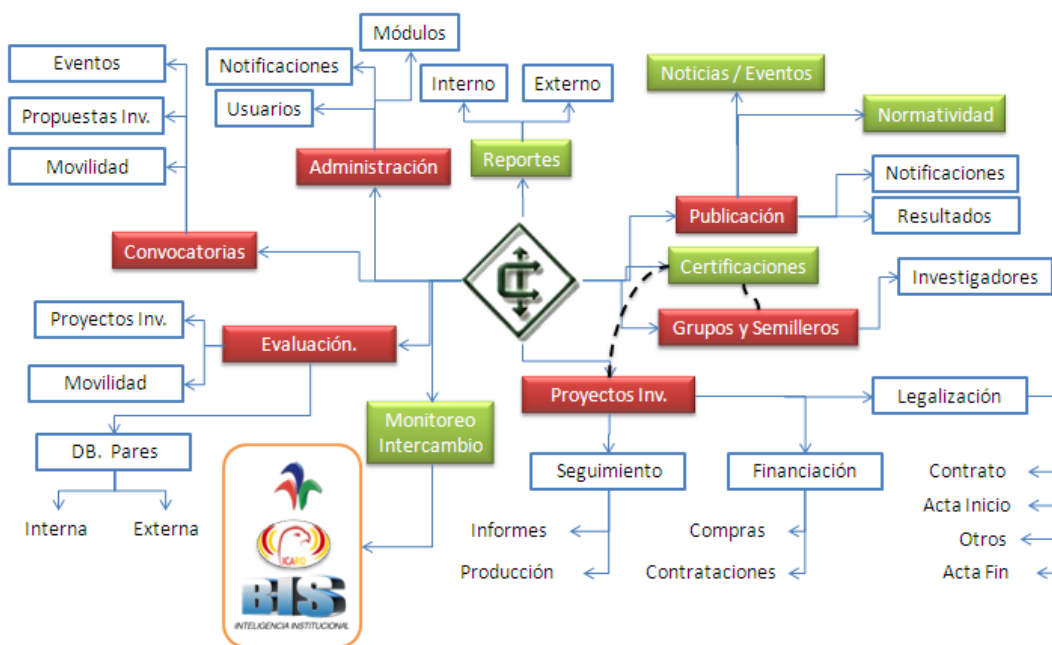 Módulos
Eventos
Notificaciones
Interno
Externo
Noticias / Eventos
Propuestas Inv.
Usuarios
Normatividad
Movilidad
Administración
Reportes
Notificaciones
Publicación
Resultados
Convocatorias
Certificaciones
Investigadores
Proyectos Inv.
Grupos y Semilleros
Evaluación.
Movilidad
Proyectos Inv.
Legalización
Monitoreo
Intercambio
DB. Pares
Seguimiento
Financiación
Contrato
Interna
Externa
Informes
Compras
Acta Inicio
Otros
ICARO
Producción
Contrataciones
Acta Fin
BIS
INTELIGENCIA INSTITUCIONAL